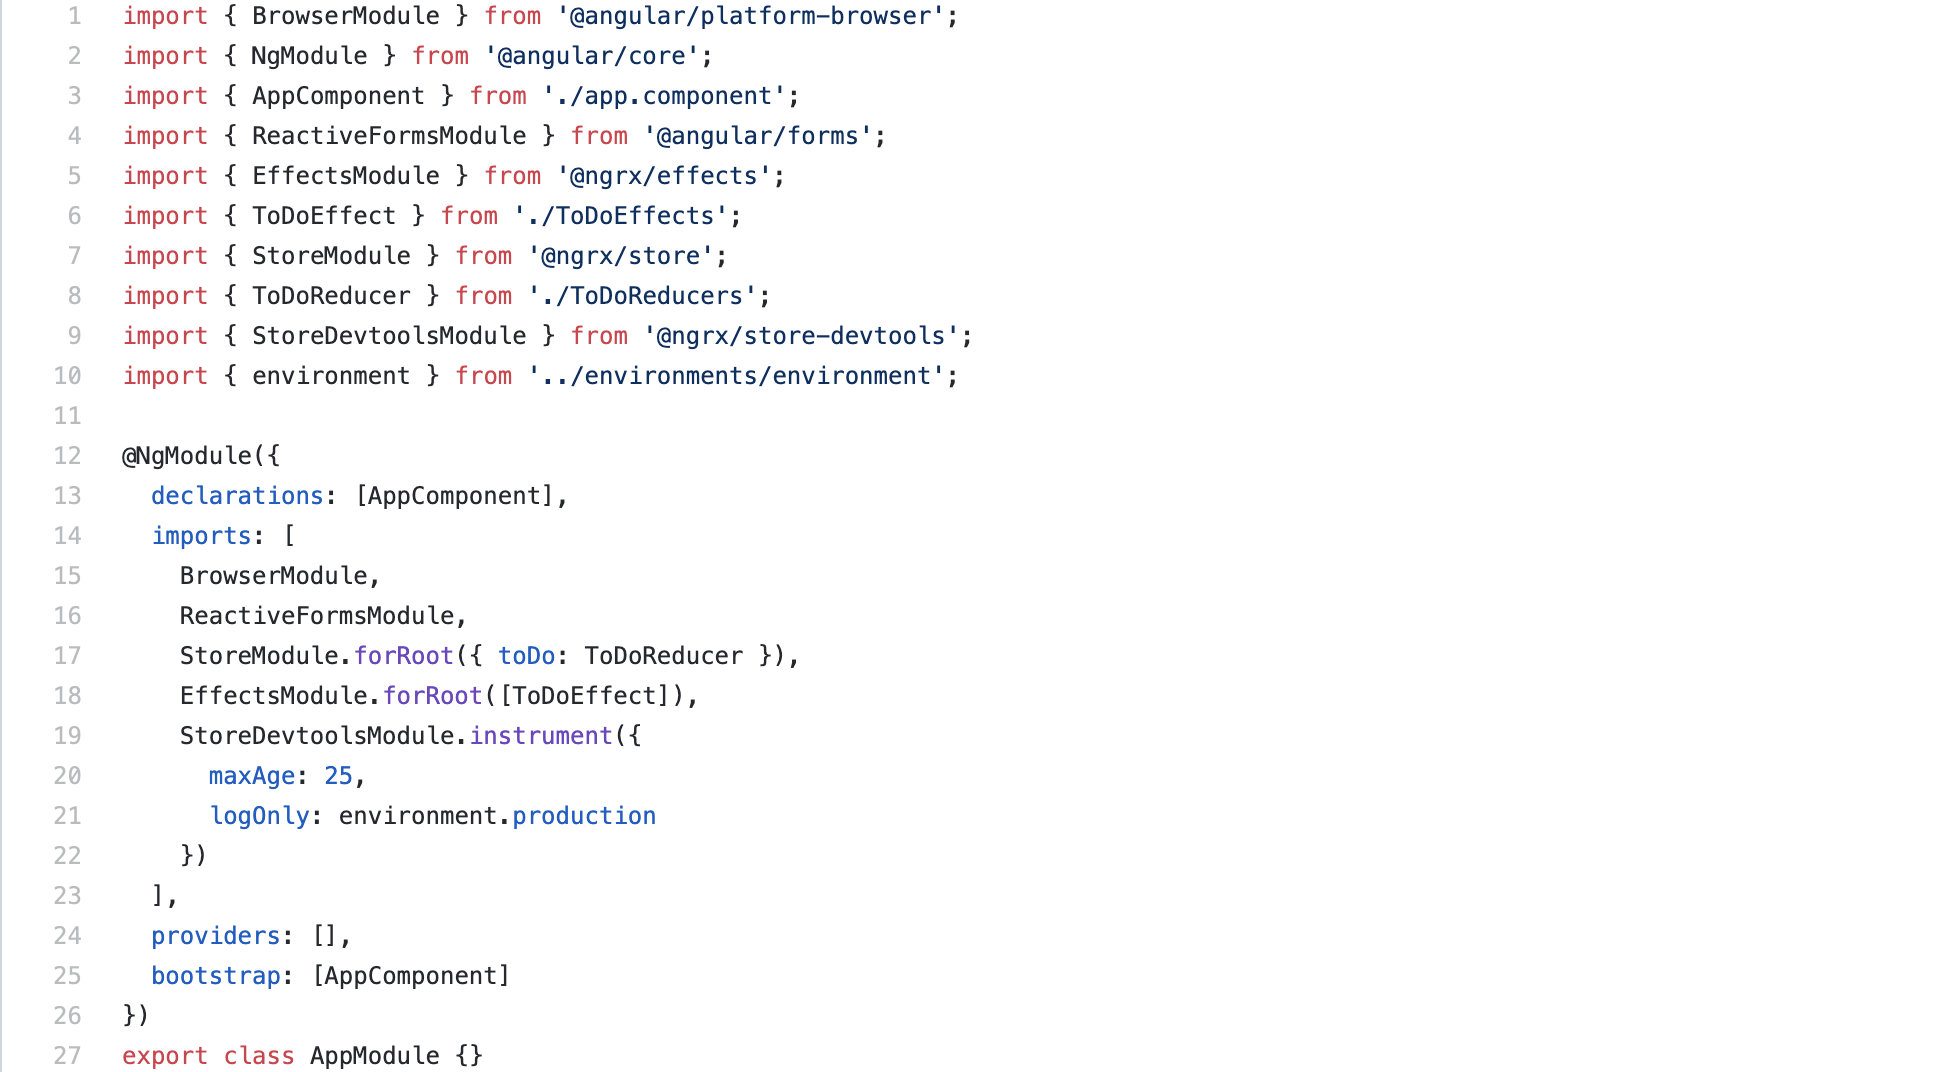 1 import { BrowserModule } from '@angular/platform-browser';
2 import { NgModule } from '@angular/core';
3 import { AppComponent } from './app.component';
4 import { ReactiveFormsModule } from '@angular/forms';
5 import { EffectsModule } from '@ngrx/effects';
6 import { ToDoEffect } from './ToDoEffects';
7 import { StoreModule } from '@ngrx/store';
8 import { ToDoReducer } from './ToDoReducers';
9 import { StoreDevtoolsModule } from '@ngrx/store-devtools';
10 import { environment } from '../environments/environment';
11
12 @NgModule({
13   declarations: [AppComponent],
14   imports: [
15     BrowserModule,
16     ReactiveFormsModule,
17     StoreModule.forRoot({ toDo: ToDoReducer }),
18     EffectsModule.forRoot([ToDoEffect]),
19     StoreDevtoolsModule.instrument({
20       maxAge: 25,
21       logOnly: environment.production
22     })
23   ],
24   providers: [],
25   bootstrap: [AppComponent]
26 })
27 export class AppModule {}